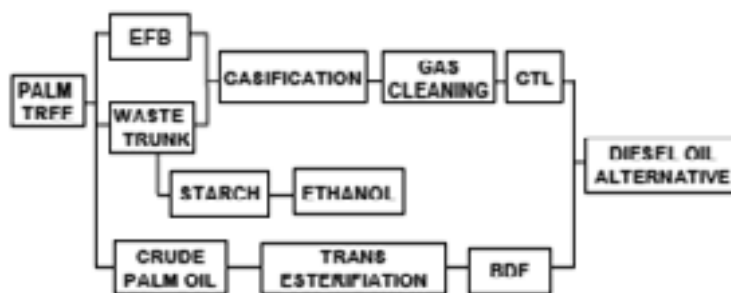 EFB
GASIFICATION
GAS
CLEANING
CTL
PALM
TREE
WASTE
TRUNK
DIESEL OIL
ALTERNATIVE
STARCH
ETHANOL
CRUDE
PALM OIL
TRANS
ESTERIFIATION
BDF